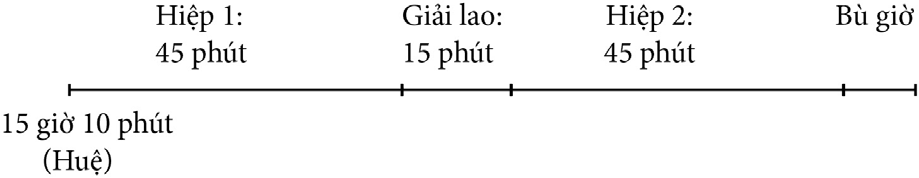 Hiệp 1:
45 phút
Giải lao:
15 phút
Hiệp 2:
45 phút
Bù giờ
15 giờ 10 phút
(Huệ)